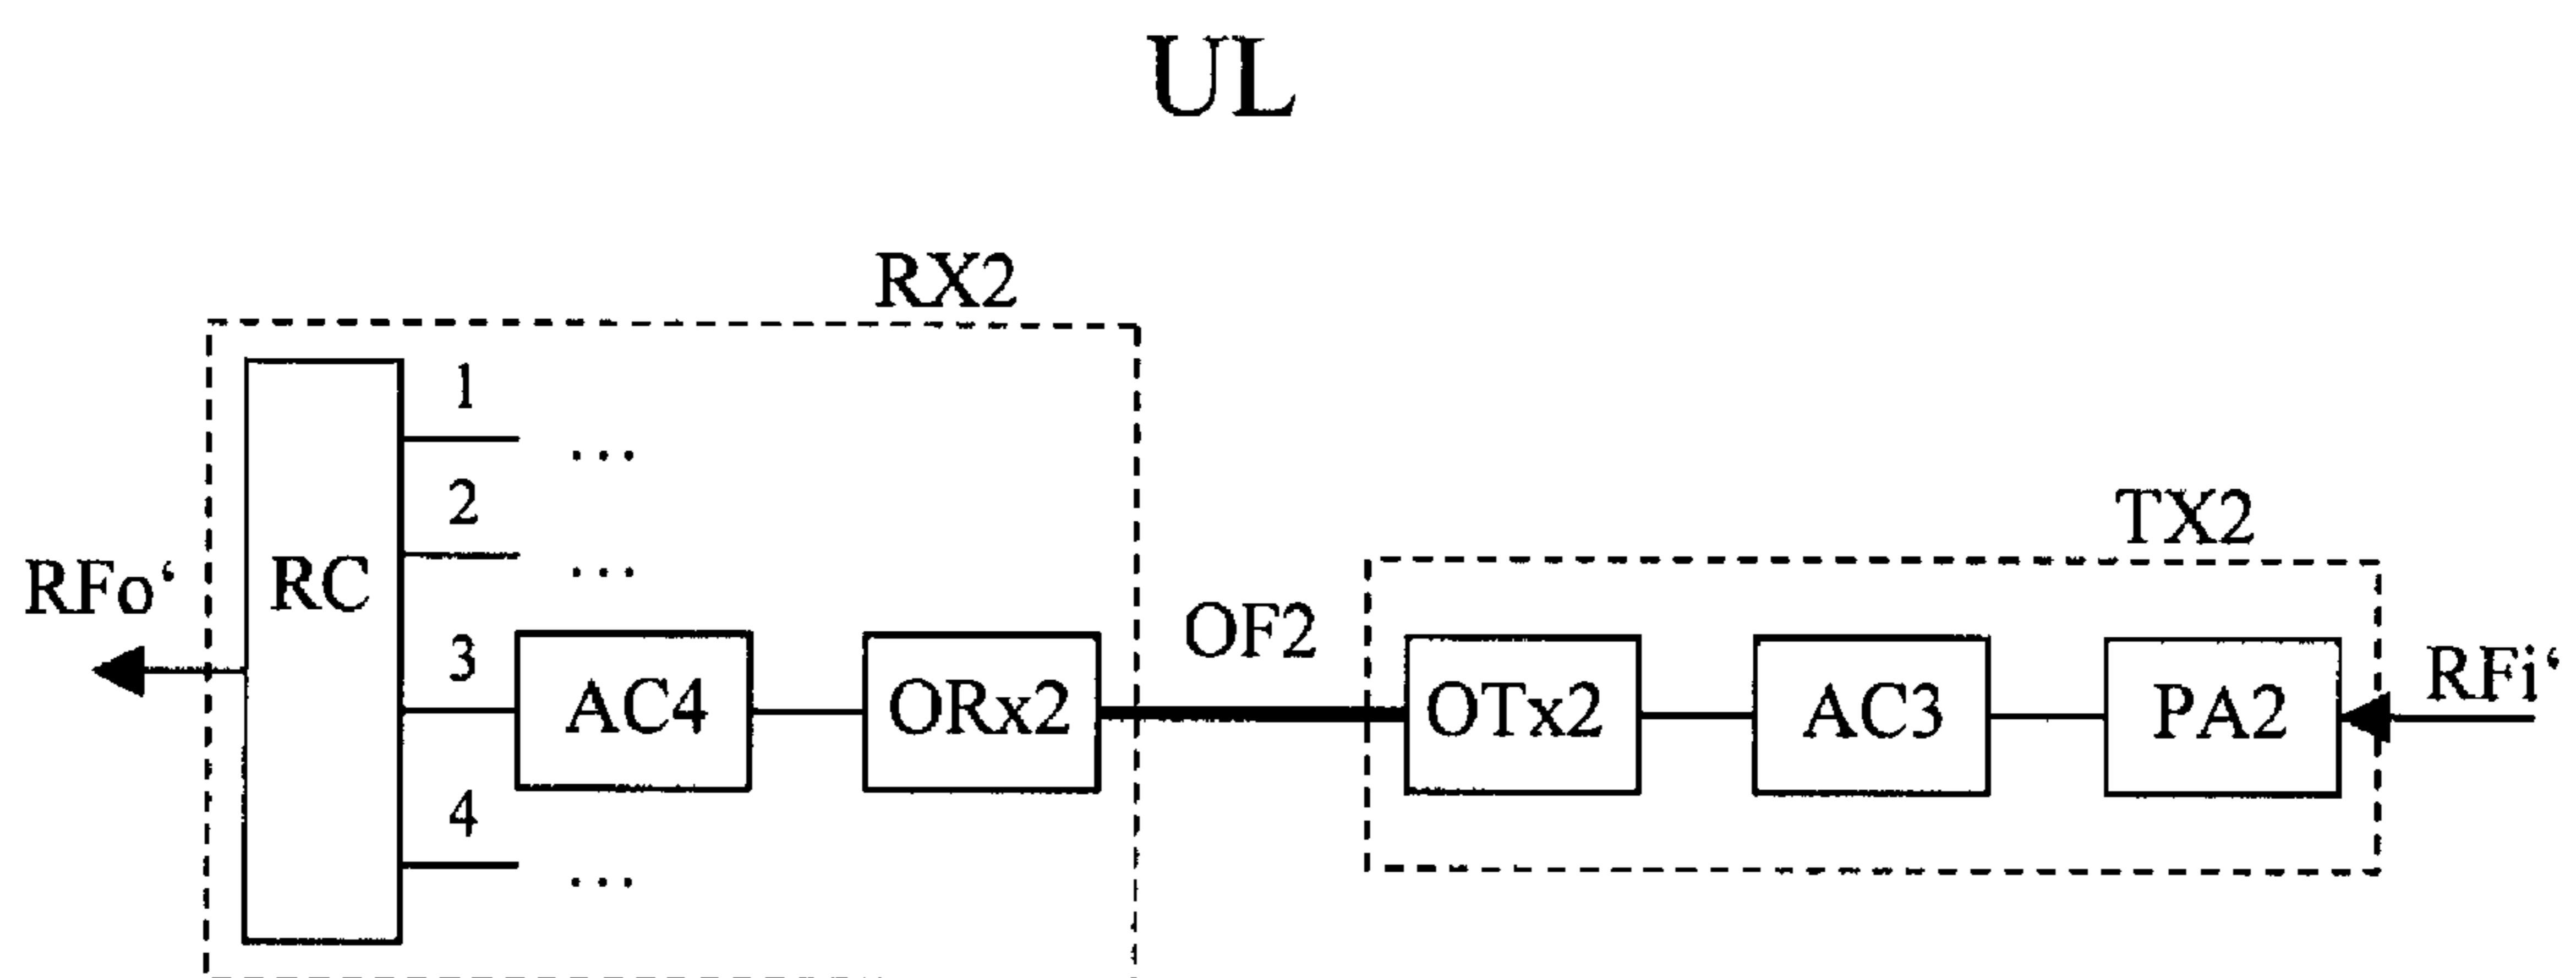 UL
RX2
1
...
2
...
TX2
RFo‘
RC
OF2
3
AC4
ORx2
OTx2
AC3
PA2
RFi‘
4
...